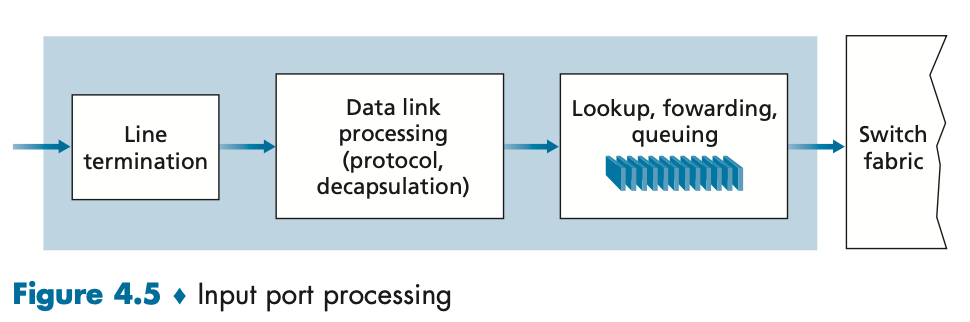 Line
termination
Data link
processing
(protocol,
decapsulation)
Lookup, fowarding,
queuing
Switch
fabric
Figure 4.5 ♦ Input port processing